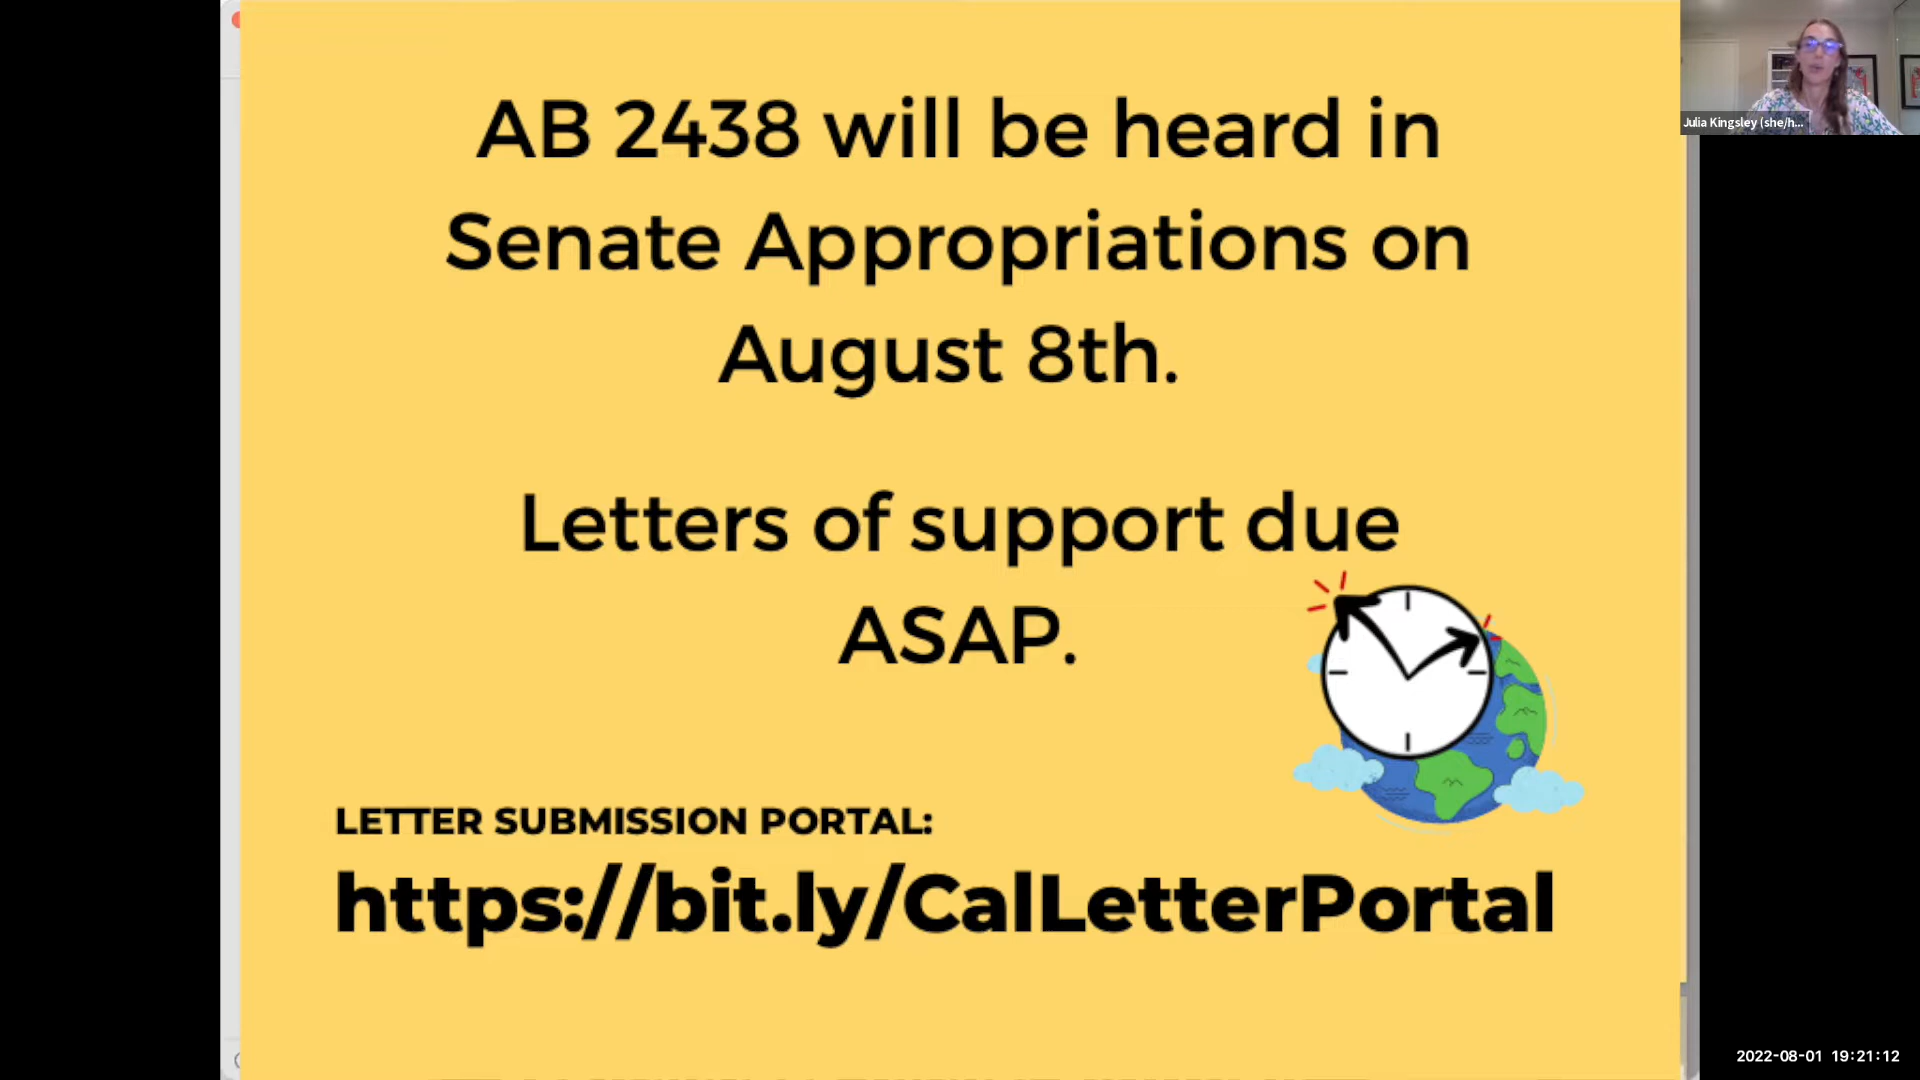 AB 2438 will be heard in
Senate Appropriations on
August 8th.
Letters of support due
ASAP.
LETTER SUBMISSION PORTAL:
https://bit.ly/CalLetterPortal
Julia Kingsley (she/h...
2022-08-01 19:21:12